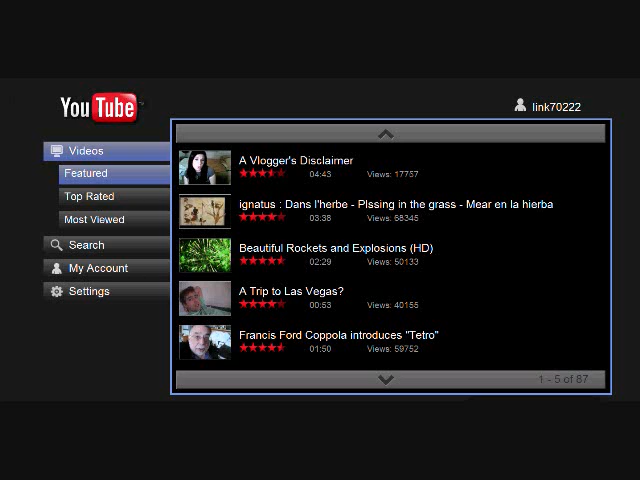 YouTube
link70222
Videos
Featured
Top Rated
Most Viewed
Search
My Account
Settings
A Vlogger's Disclaimer
04:43 Views: 17757
ignatus : Dans l'herbe - PIssing in the grass - Mear en la hierba
03:38 Views: 68345
Beautiful Rockets and Explosions (HD)
02:29 Views: 50133
A Trip to Las Vegas?
00:53 Views: 40155
Francis Ford Coppola introduces "Tetro"
01:50 Views: 59752
1 - 5 of 87